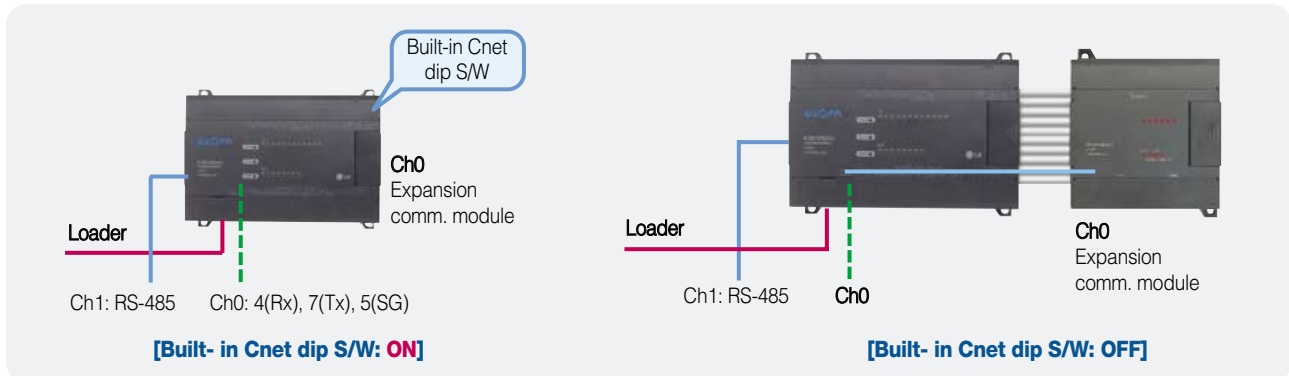 Built-in Cnet
dip S/W
Ch0
Expansion
comm. module
Loader
Ch1: RS-485
Ch0: 4(Rx), 7(Tx), 5(SG)
[Built- in Cnet dip S/W: ON]
Loader
Ch1: RS-485
Ch0
Ch0
Expansion
comm. module
[Built-in Cnet dip S/W: OFF]